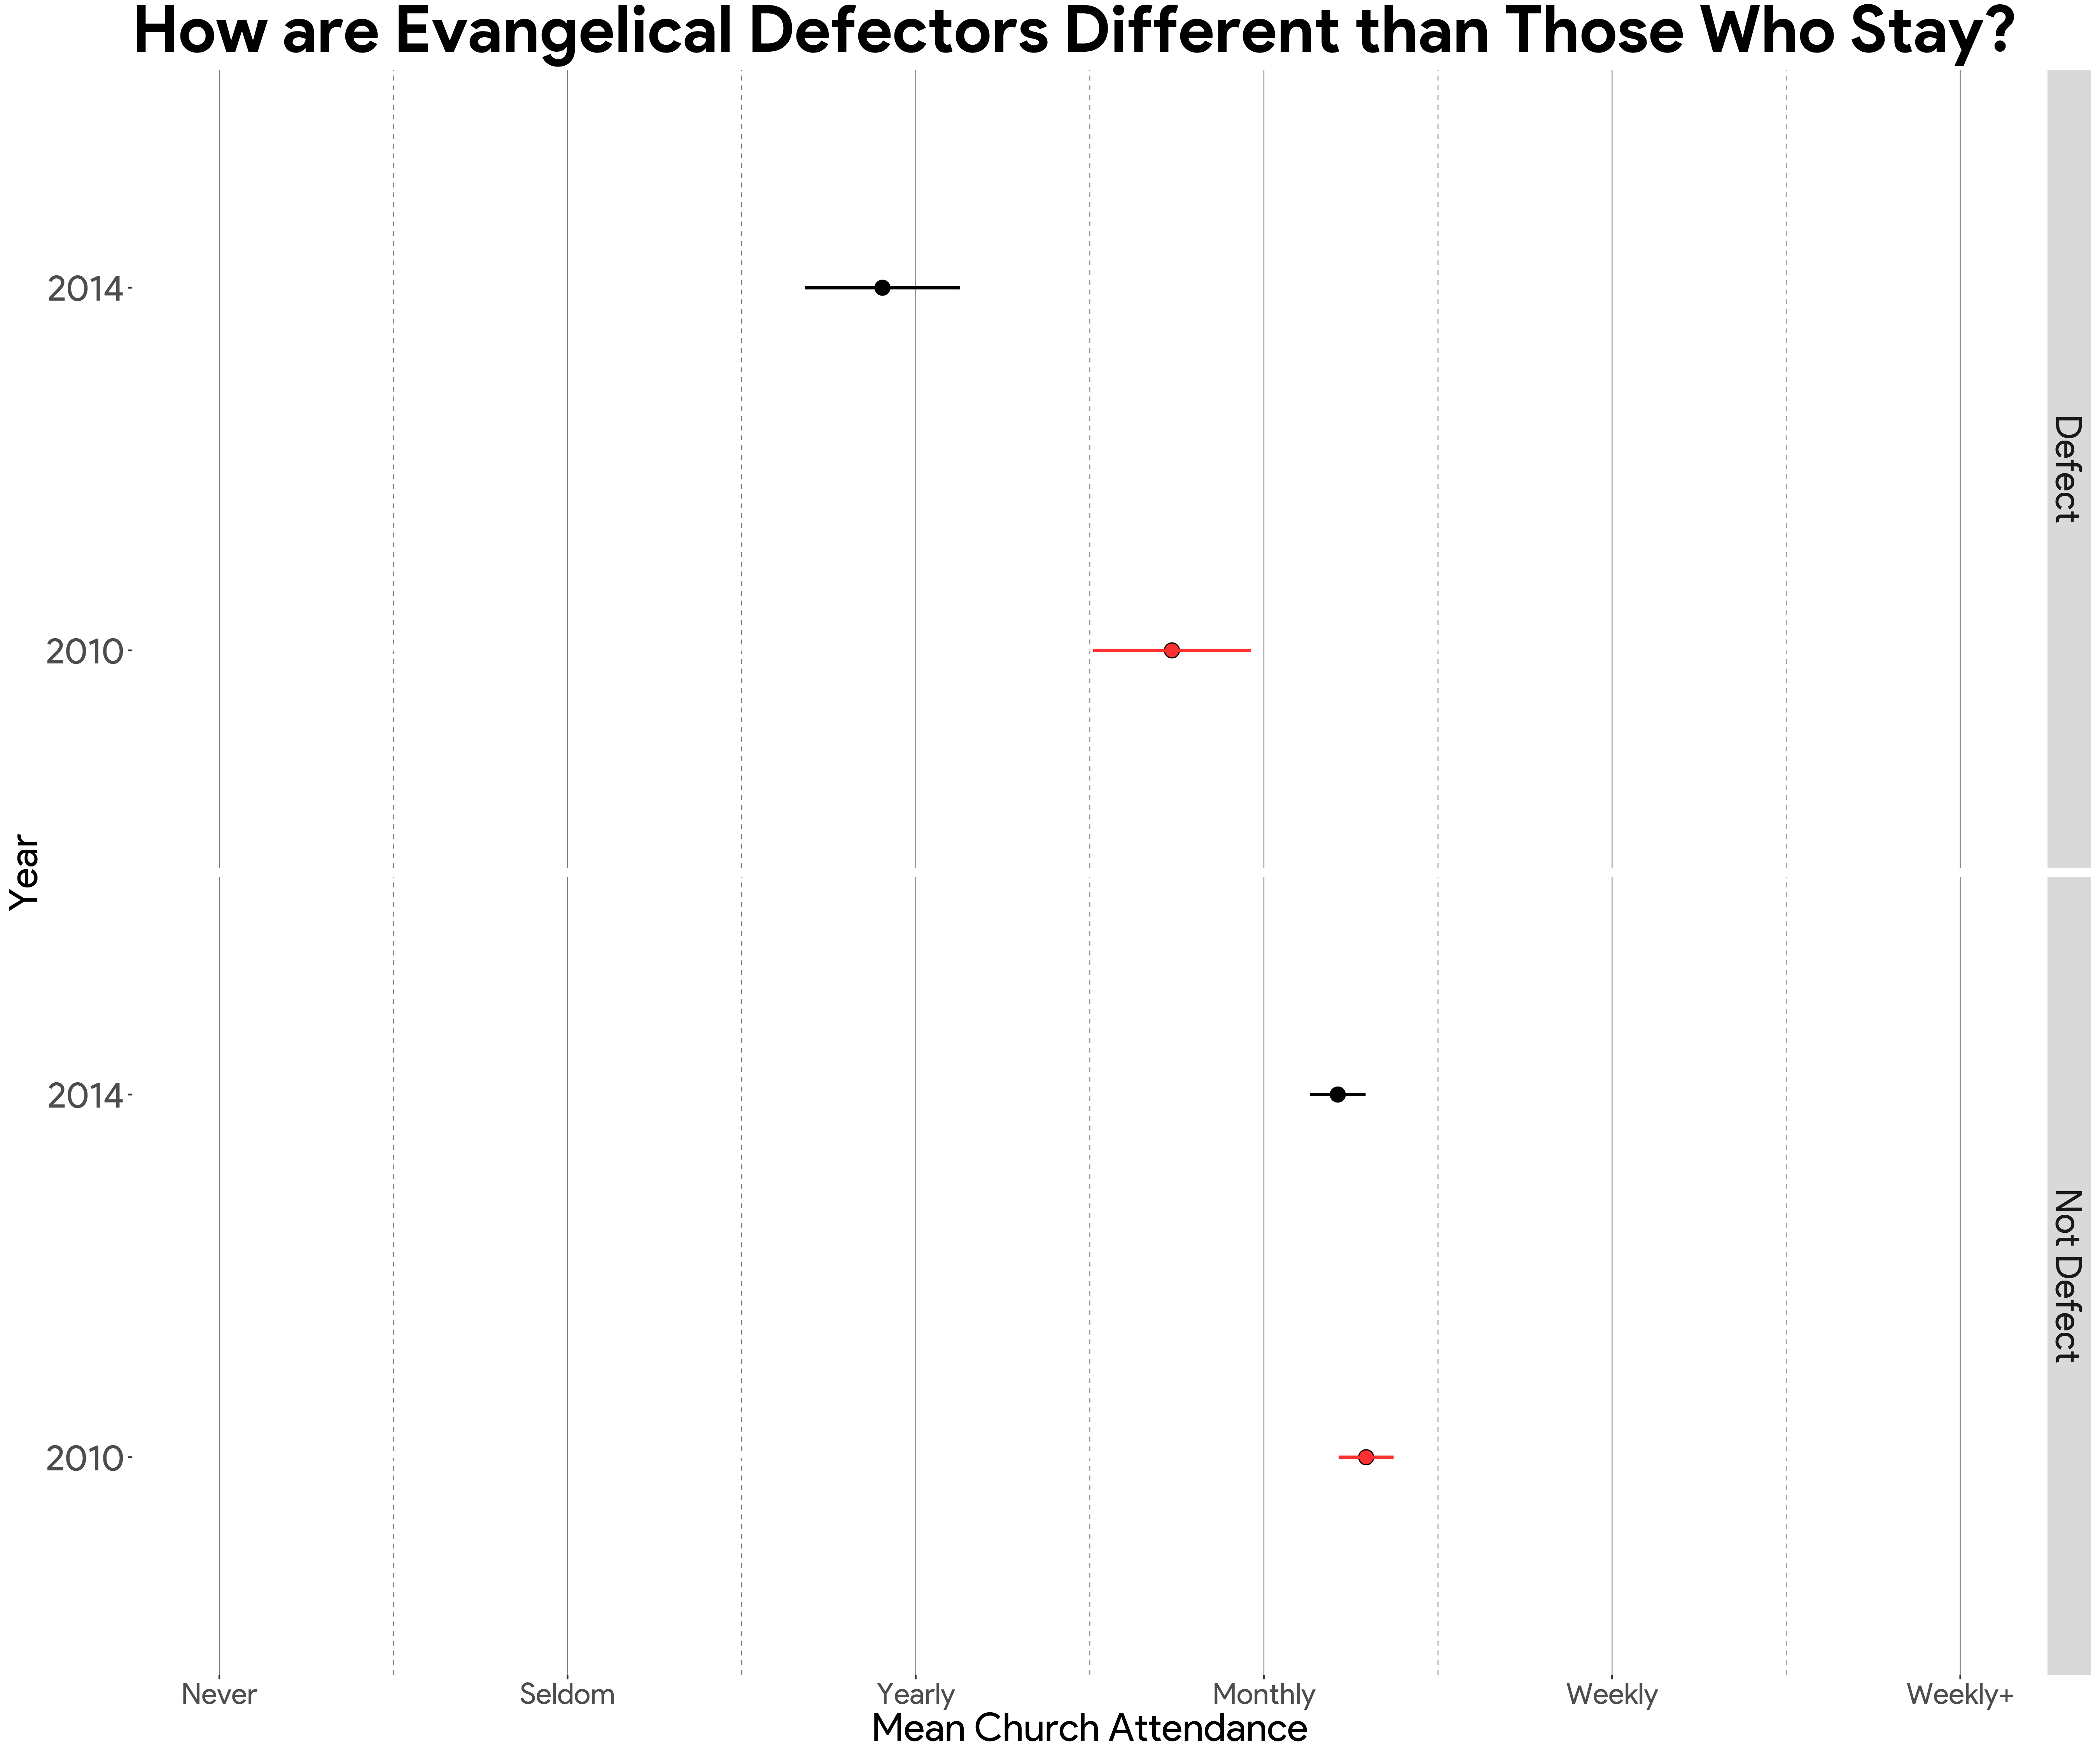 How are Evangelical Defectors Different than Those Who Stay?
2014
2010
Defect
Year
2014
2010
Not Defect
Never Seldom Yearly Monthly Weekly Weekly+
Mean Church Attendance